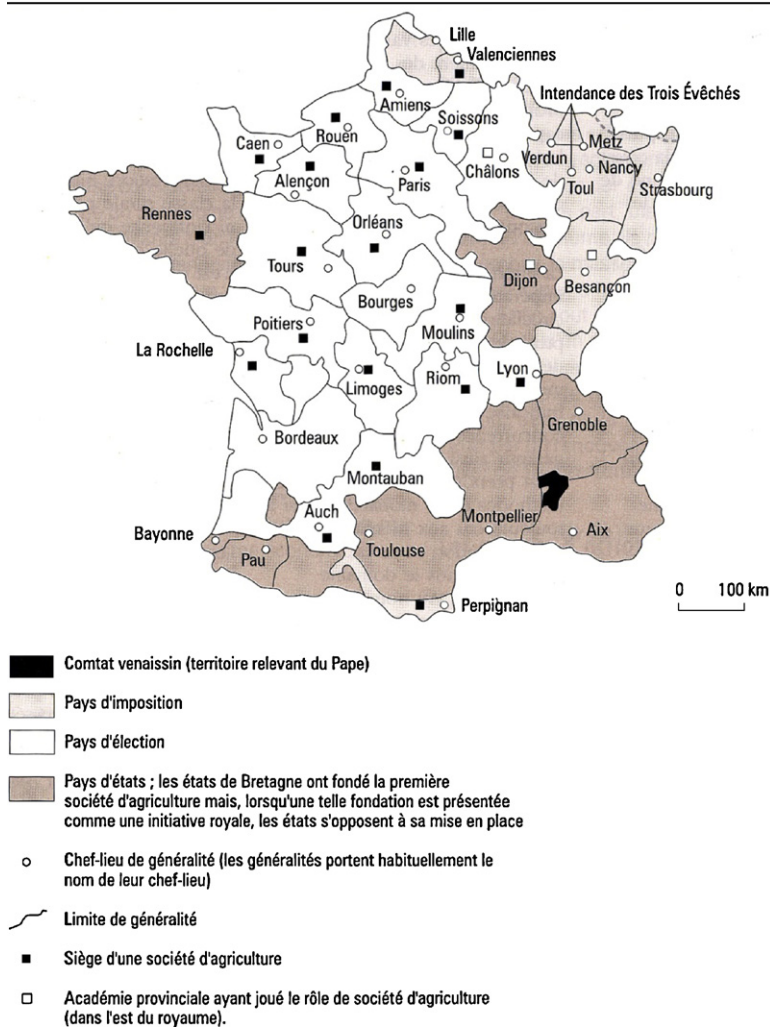 Lille
Valenciennes
Intendance des Trois Évêchés
Amiens
Soissons
Rouen
Caen
Metz
Verdun
Nancy
Châlons
Paris
Alençon
Toul
Strasbourg
Rennes
Orléans
Tours
Dijon
Besançon
Bourges
Poitiers
Moulins
La Rochelle
Lyon
Riom
Limoges
Grenoble
Bordeaux
Montauban
Auch
Montpellier
Bayonne
Aix
Toulouse
Pau
0 100 km
Perpignan
Comtat venaissin (territoire relevant du Pape)
Pays d'imposition
Pays d'élection
Pays d'états ; les états de Bretagne ont fondé la première
société d'agriculture mais, lorsqu'une telle fondation est présentée
comme une initiative royale, les états s'opposent à sa mise en place
Chef-lieu de généralité (les généralités portent habituellement le
nom de leur chef-lieu)
Limite de généralité
Siège d'une société d'agriculture
Académie provinciale ayant joué le rôle de société d'agriculture
(dans l'est du royaume).